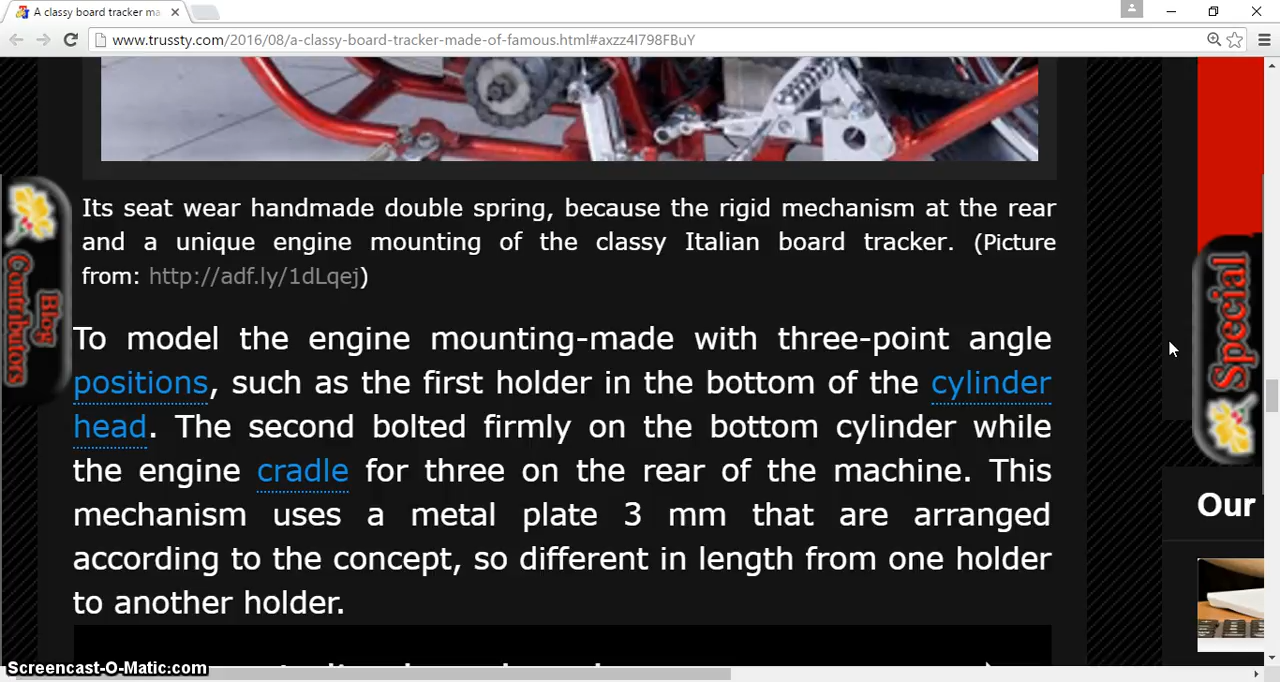 A classy board tracker ma
www.trussty.com/2016/08/a-classy-board-tracker-made-of-famous.html#axzz4I798FBuY
Its seat wear handmade double spring, because the rigid mechanism at the rear
and a unique engine mounting of the classy Italian board tracker. (Picture
from: http://adf.ly/1dLqej)
Blog
Contributors
Special
To model the engine mounting-made with three-point angle
positions, such as the first holder in the bottom of the cylinder
head. The second bolted firmly on the bottom cylinder while
the engine cradle for three on the rear of the machine. This
mechanism uses a metal plate 3 mm that are arranged
according to the concept, so different in length from one holder
to another holder.
Our
Screencast-O-Matic.com